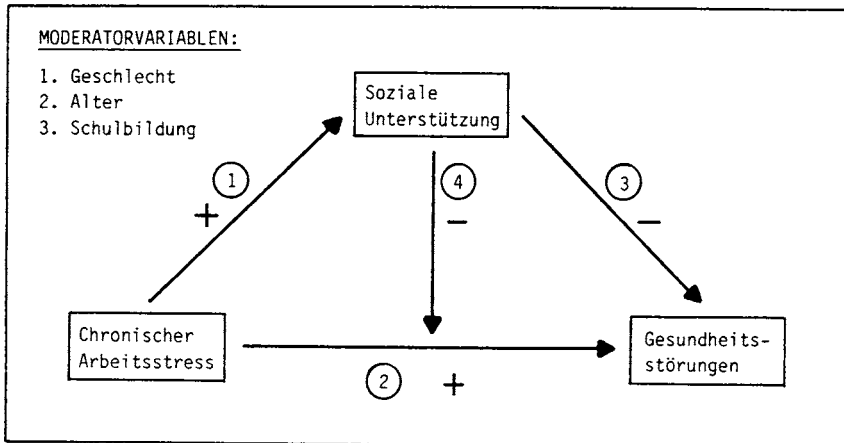 MODERATORVARIABLEN:
1. Geschlecht
2. Alter
3. Schulbildung
Soziale
Unterstützung
1
+
4
−
3
−
Chronischer
Arbeitsstress
Gesundheits-
störungen
2
+